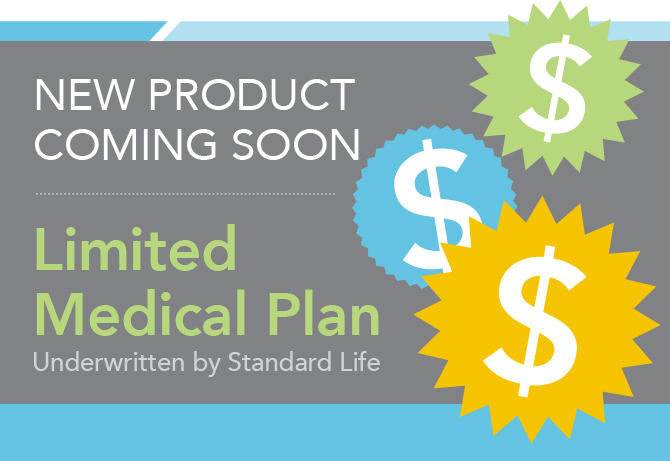 NEW PRODUCT
COMING SOON
$
$
$
Limited
Medical Plan
Underwritten by Standard Life